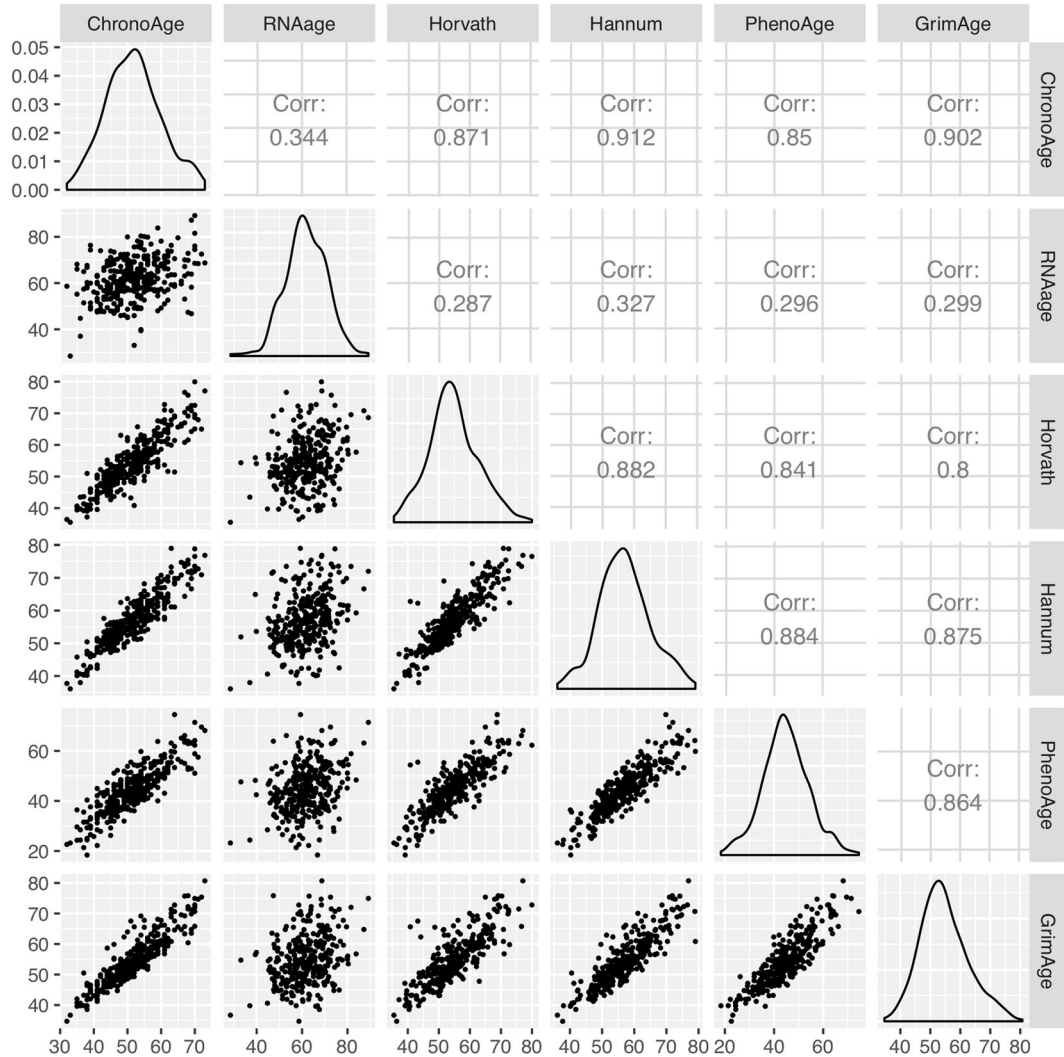 ChronoAge RNAage Horvath Hannum PhenoAge GrimAge
0.05
0.04
0.03
0.02
0.01
0.00
Corr: Corr: Corr: Corr: Corr:
0.344 0.871 0.912 0.85 0.902
ChronoAge
80
60
40
Corr: Corr: Corr: Corr:
0.287 0.327 0.296 0.299
RNAage
80
70
60
50
40
Corr: Corr: Corr:
0.882 0.841 0.8
Horvath
80
70
60
50
40
Corr: Corr:
0.884 0.875
Hannum
60
40
20
Corr:
0.864
PhenoAge
80
70
60
50
40
GrimAge
30 40 50 60 70 40 60 80 40 50 60 70 80 40 50 60 70 80 20 40 60 40 50 60 70 80